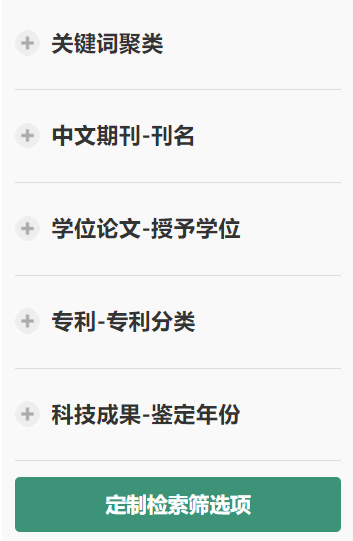 关键词聚类
中文期刊-刊名
学位论文-授予学位
专利-专利分类
科技成果-鉴定年份
定制检索筛选项